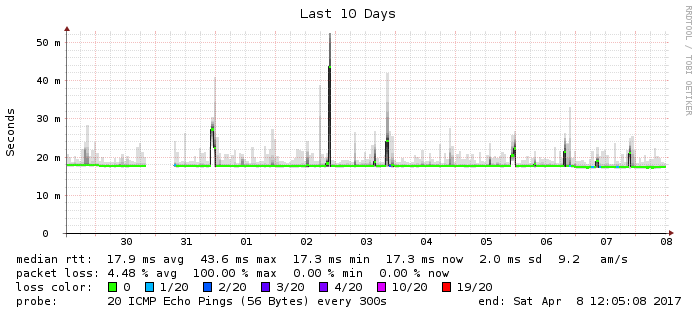 Last 10 Days
RRDTOOL / TOBI OETIKER
Seconds
50 m
40 m
30 m
20 m
10 m
0
30 31 01 02 03 04 05 06 07 08
median rtt: 17.9 ms avg 43.6 ms max 17.3 ms min 17.3 ms now 2.0 ms sd 9.2 am/s
packet loss: 4.48 % avg 100.00 % max 0.00 % min 0.00 % now
loss color: 0 1/20 2/20 3/20 4/20 10/20 19/20
probe: 20 ICMP Echo Pings (56 Bytes) every 300s end: Sat Apr 8 12:05:08 2017